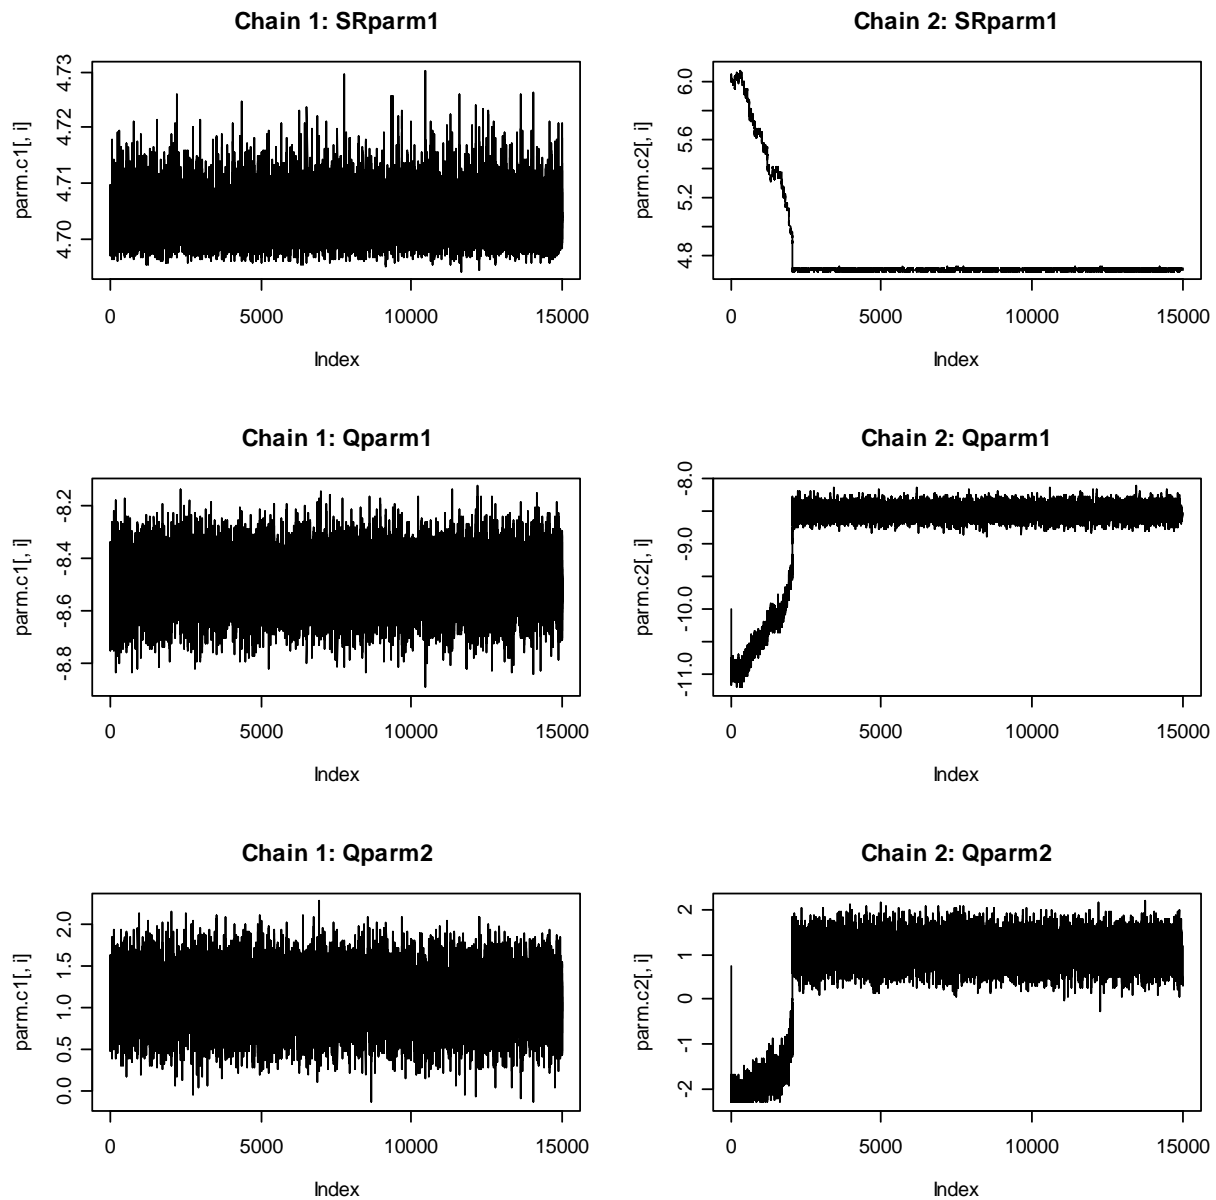 Chain 1: SRparm1
parm.c1[, i]
4.73
4.72
4.71
4.70
0 5000 10000 15000
Index
Chain 2: SRparm1
parm.c2[, i]
6.0
5.6
5.2
4.8
0 5000 10000 15000
Index
Chain 1: Qparm1
parm.c1[, i]
-8.2
-8.4
-8.6
-8.8
0 5000 10000 15000
Index
Chain 2: Qparm1
parm.c2[, i]
-8.0
-9.0
-10.0
-11.0
0 5000 10000 15000
Index
Chain 1: Qparm2
parm.c1[, i]
2.0
1.5
1.0
0.5
0.0
0 5000 10000 15000
Index
Chain 2: Qparm2
parm.c2[, i]
2
1
0
-1
-2
0 5000 10000 15000
Index